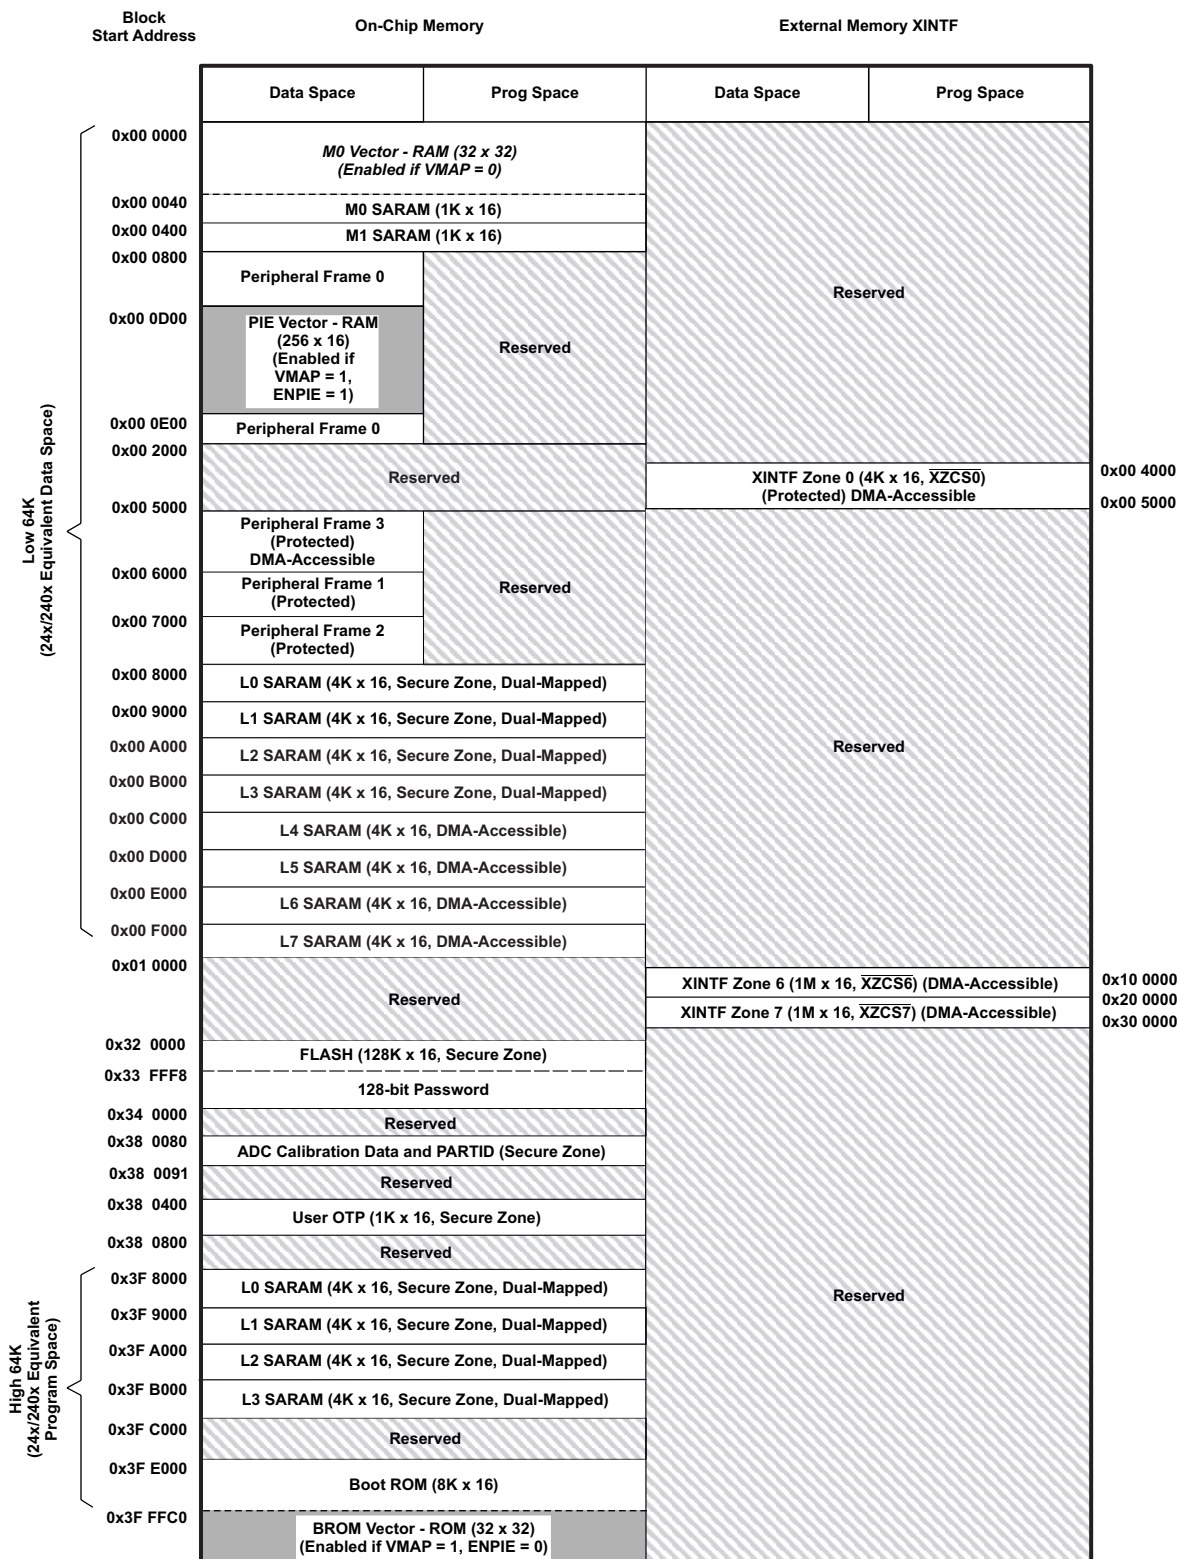 Block
Start Address
On-Chip Memory
External Memory XINTF
Data Space
Prog Space
Data Space
Prog Space
0x00 0000
M0 Vector - RAM (32 x 32)
(Enabled if VMAP = 0)
0x00 0040
M0 SARAM (1K x 16)
0x00 0400
M1 SARAM (1K x 16)
0x00 0800
Peripheral Frame 0
Reserved
Reserved
0x00 0D00
PIE Vector - RAM
(256 x 16)
(Enabled if
VMAP = 1,
ENPIE = 1)
0x00 0E00
Peripheral Frame 0
0x00 2000
Reserved
XINTF Zone 0 (4K x 16, XZCS0)
(Protected) DMA-Accessible
0x00 4000
0x00 5000
0x00 5000
Peripheral Frame 3
(Protected)
DMA-Accessible
0x00 6000
Peripheral Frame 1
(Protected)
Reserved
0x00 7000
Peripheral Frame 2
(Protected)
Low 64K
(24x/240x Equivalent Data Space)
0x00 8000
L0 SARAM (4K x 16, Secure Zone, Dual-Mapped)
0x00 9000
L1 SARAM (4K x 16, Secure Zone, Dual-Mapped)
0x00 A000
L2 SARAM (4K x 16, Secure Zone, Dual-Mapped)
Reserved
0x00 B000
L3 SARAM (4K x 16, Secure Zone, Dual-Mapped)
0x00 C000
L4 SARAM (4K x 16, DMA-Accessible)
0x00 D000
L5 SARAM (4K x 16, DMA-Accessible)
0x00 E000
L6 SARAM (4K x 16, DMA-Accessible)
0x00 F000
L7 SARAM (4K x 16, DMA-Accessible)
0x01 0000
Reserved
XINTF Zone 6 (1M x 16, XZCS6) (DMA-Accessible)
0x10 0000
XINTF Zone 7 (1M x 16, XZCS7) (DMA-Accessible)
0x20 0000
0x30 0000
0x32 0000
FLASH (128K x 16, Secure Zone)
0x33 FFF8
128-bit Password
0x34 0000
Reserved
0x38 0080
ADC Calibration Data and PARTID (Secure Zone)
0x38 0091
Reserved
0x38 0400
User OTP (1K x 16, Secure Zone)
0x38 0800
Reserved
0x3F 8000
L0 SARAM (4K x 16, Secure Zone, Dual-Mapped)
Reserved
0x3F 9000
L1 SARAM (4K x 16, Secure Zone, Dual-Mapped)
0x3F A000
L2 SARAM (4K x 16, Secure Zone, Dual-Mapped)
0x3F B000
L3 SARAM (4K x 16, Secure Zone, Dual-Mapped)
High 64K
(24x/240x Equivalent
Program Space)
0x3F C000
Reserved
0x3F E000
Boot ROM (8K x 16)
0x3F FFC0
BROM Vector - ROM (32 x 32)
(Enabled if VMAP = 1, ENPIE = 0)